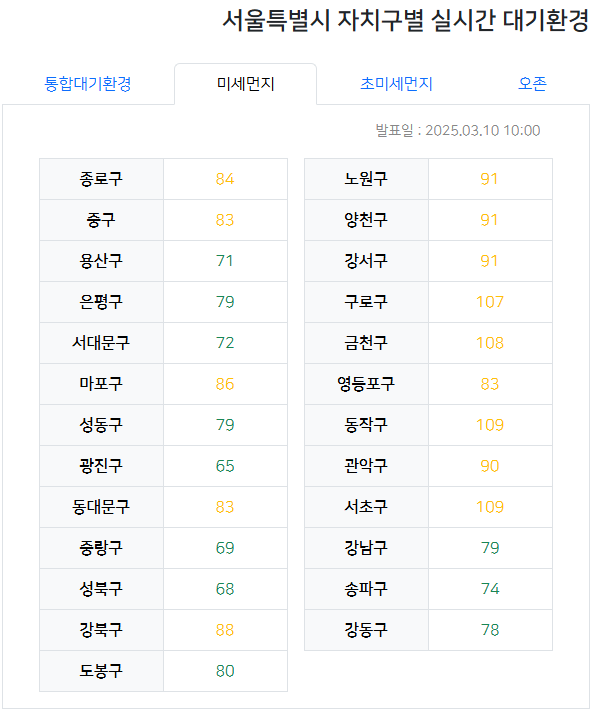 서울특별시 자치구별 실시간 대기환경
통합대기환경 미세먼지 초미세먼지 오존
발표일 : 2025.03.10 10:00
종로구 84
중구 83
용산구 71
은평구 79
서대문구 72
마포구 86
성동구 79
광진구 65
동대문구 83
중랑구 69
성북구 68
강북구 88
도봉구 80
노원구 91
양천구 91
강서구 91
구로구 107
금천구 108
영등포구 83
동작구 109
관악구 90
서초구 109
강남구 79
송파구 74
강동구 78